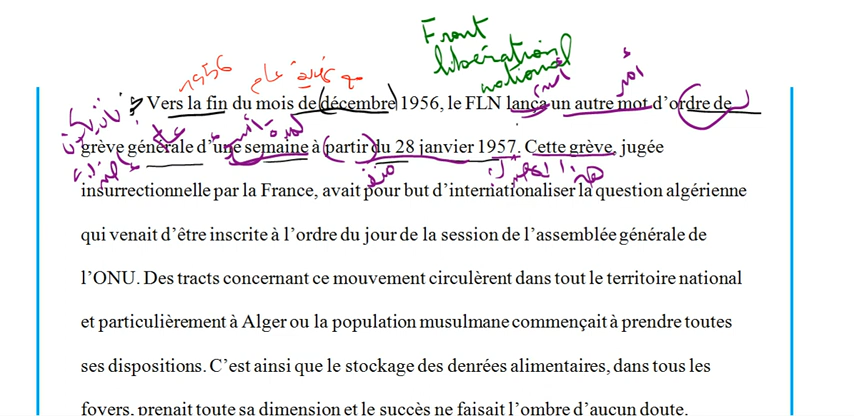 Front
libération
national
1956
Vers la fin du mois de (décembre) 1956, le FLN lança un autre mot d’ordre de
grève générale d’une semaine à (partir) du 28 janvier 1957. Cette grève, jugée
insurrectionnelle par la France, avait pour but d’internationaliser la question algérienne
qui venait d’être inscrite à l’ordre du jour de la session de l’assemblée générale de
l’ONU. Des tracts concernant ce mouvement circulèrent dans tout le territoire national
et particulièrement à Alger ou la population musulmane commençait à prendre toutes
ses dispositions. C’est ainsi que le stockage des denrées alimentaires, dans tous les
foyers, prenait toute sa dimension et le succès ne faisait l’ombre d’aucun doute.